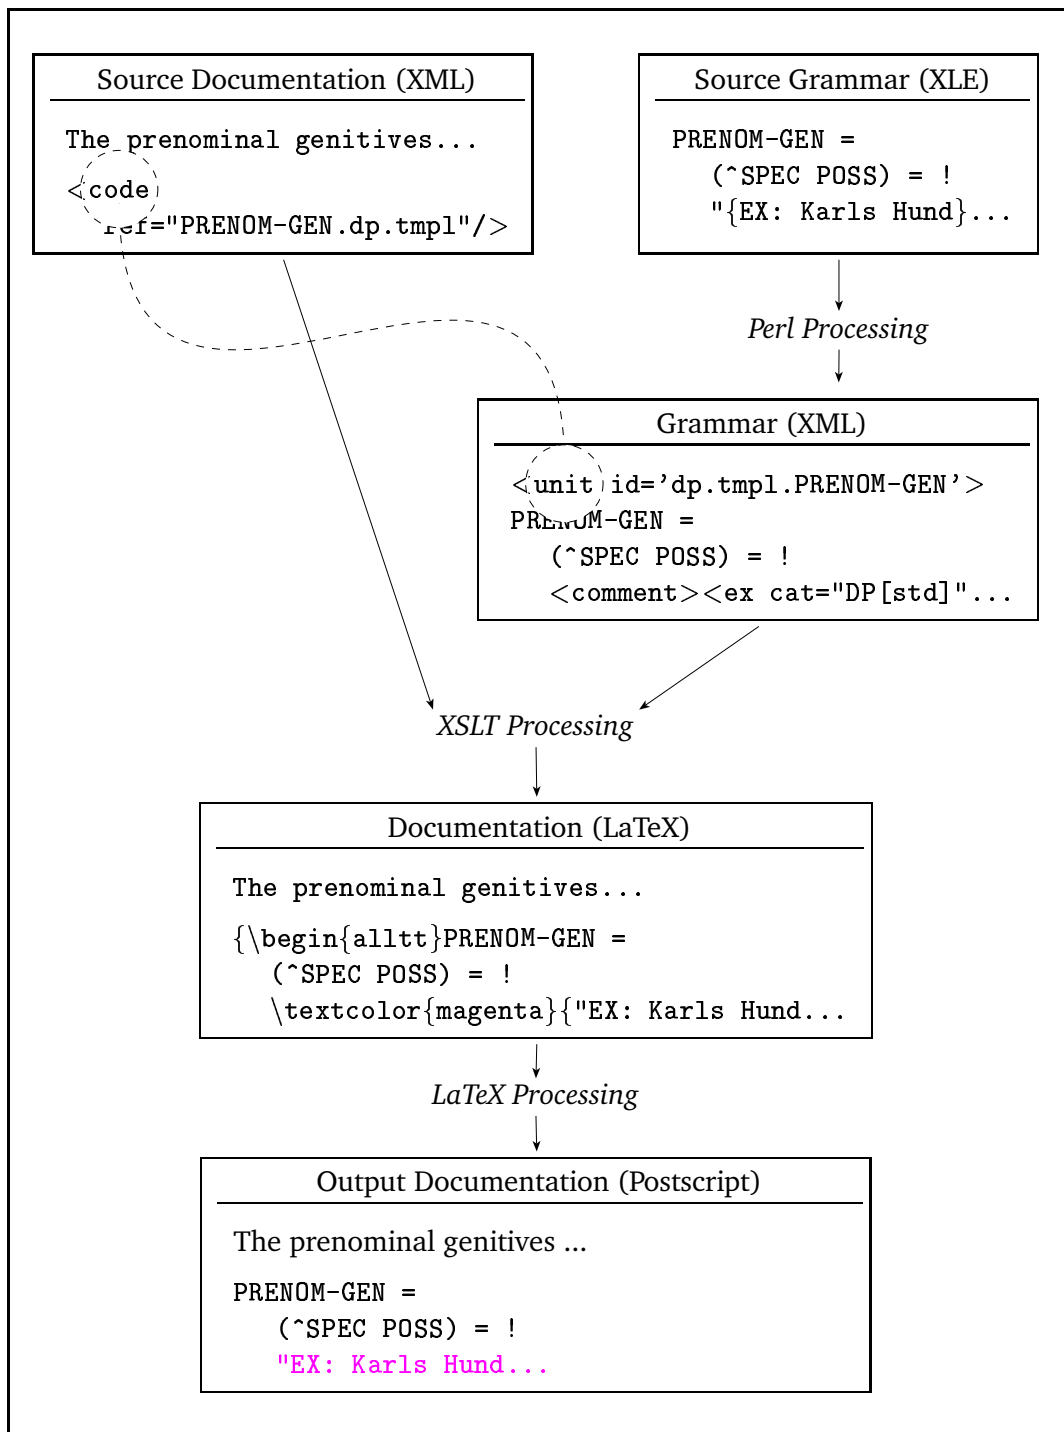 Source Documentation (XML)
The prenominal genitives...
<code
ref="PRENOM-GEN.dp.tmpl"/>
Source Grammar (XLE)
PRENOM-GEN =
(^SPEC POSS) = !
"{EX: Karls Hund}...
Perl Processing
Grammar (XML)
<unit id='dp.tmpl.PRENOM-GEN'>
PRENOM-GEN =
(^SPEC POSS) = !
<comment><ex cat="DP[std]"...
XSLT Processing
Documentation (LaTeX)
The prenominal genitives...
{\begin{alltt}PRENOM-GEN =
(^SPEC POSS) = !
\textcolor{magenta}{"EX: Karls Hund...
LaTeX Processing
Output Documentation (Postscript)
The prenominal genitives ...
PRENOM-GEN =
(^SPEC POSS) = !
"EX: Karls Hund...